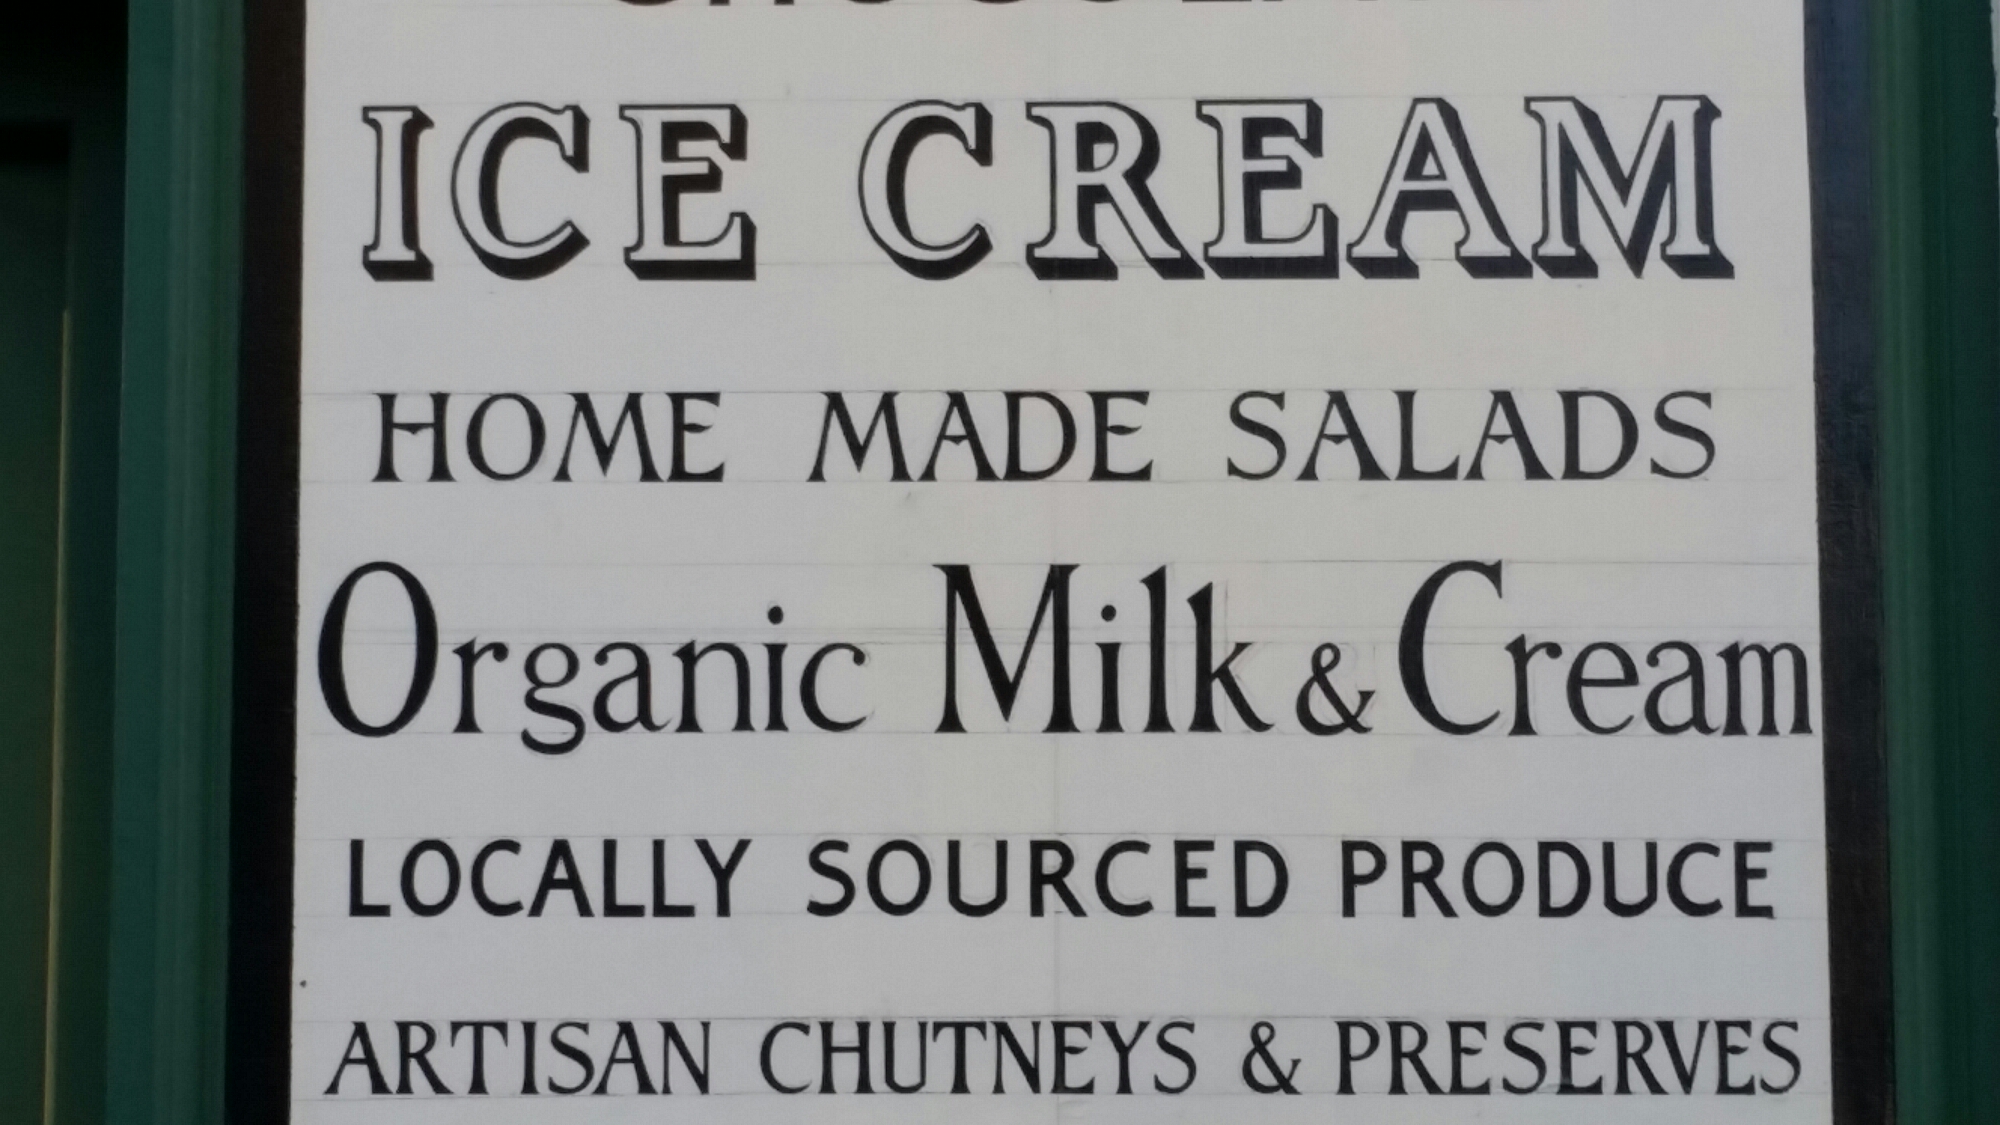 ICE CREAM
HOME MADE SALADS
Organic Milk & Cream
LOCALLY SOURCED PRODUCE
ARTISAN CHUTNEYS & PRESERVES